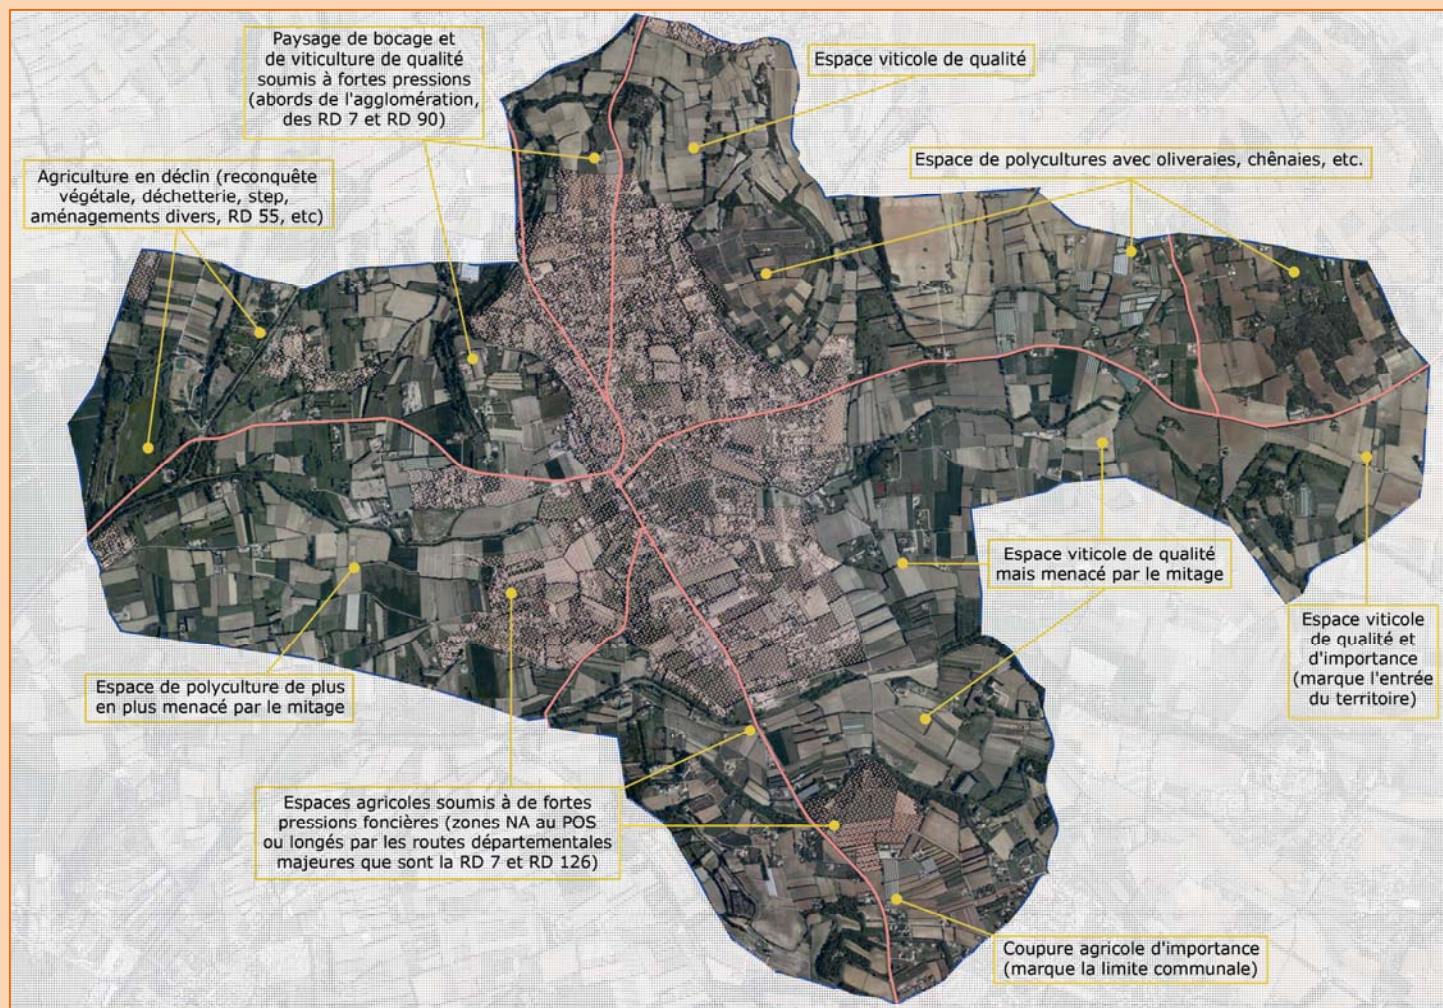 Paysage de bocage et
de viticulture de qualité
soumis à fortes pressions
(abords de l'agglomération,
des RD 7 et RD 90)
Espace viticole de qualité
Espace de polycultures avec oliveraies, chênaies, etc.
Agriculture en déclin (reconquête
végétale, déchetterie, step,
aménagements divers, RD 55, etc)
Espace viticole de qualité
mais menacé par le mitage
Espace viticole
de qualité et
d'importance
(marque l'entrée
du territoire)
Espace de polyculture de plus
en plus menacé par le mitage
Espaces agricoles soumis à de fortes
pressions foncières (zones NA au POS
ou longés par les routes départementales
majeures que sont la RD 7 et RD 126)
Coupure agricole d'importance
(marque la limite communale)